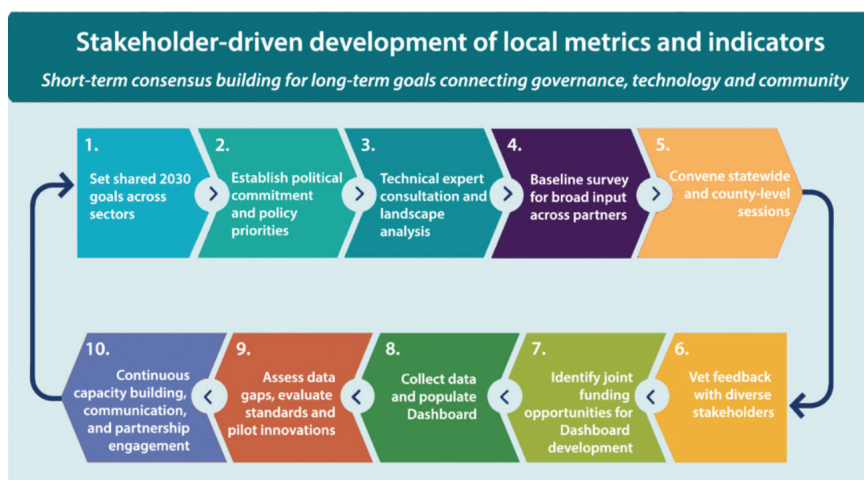 Stakeholder-driven development of local metrics and indicators
Short-term consensus building for long-term goals connecting governance, technology and community
1.
Set shared 2030
goals across
sectors
2.
Establish political
commitment
and policy
priorities
3.
Technical expert
consultation and
landscape
analysis
4.
Baseline survey
for broad input
across partners
5.
Convene statewide
and county-level
sessions
6.
Vet feedback
with diverse
stakeholders
7.
Identify joint
funding
opportunities for
Dashboard
development
8.
Collect data
and populate
Dashboard
9.
Assess data
gaps, evaluate
standards and
pilot innovations
10.
Continuous
capacity building,
communication,
and partnership
engagement